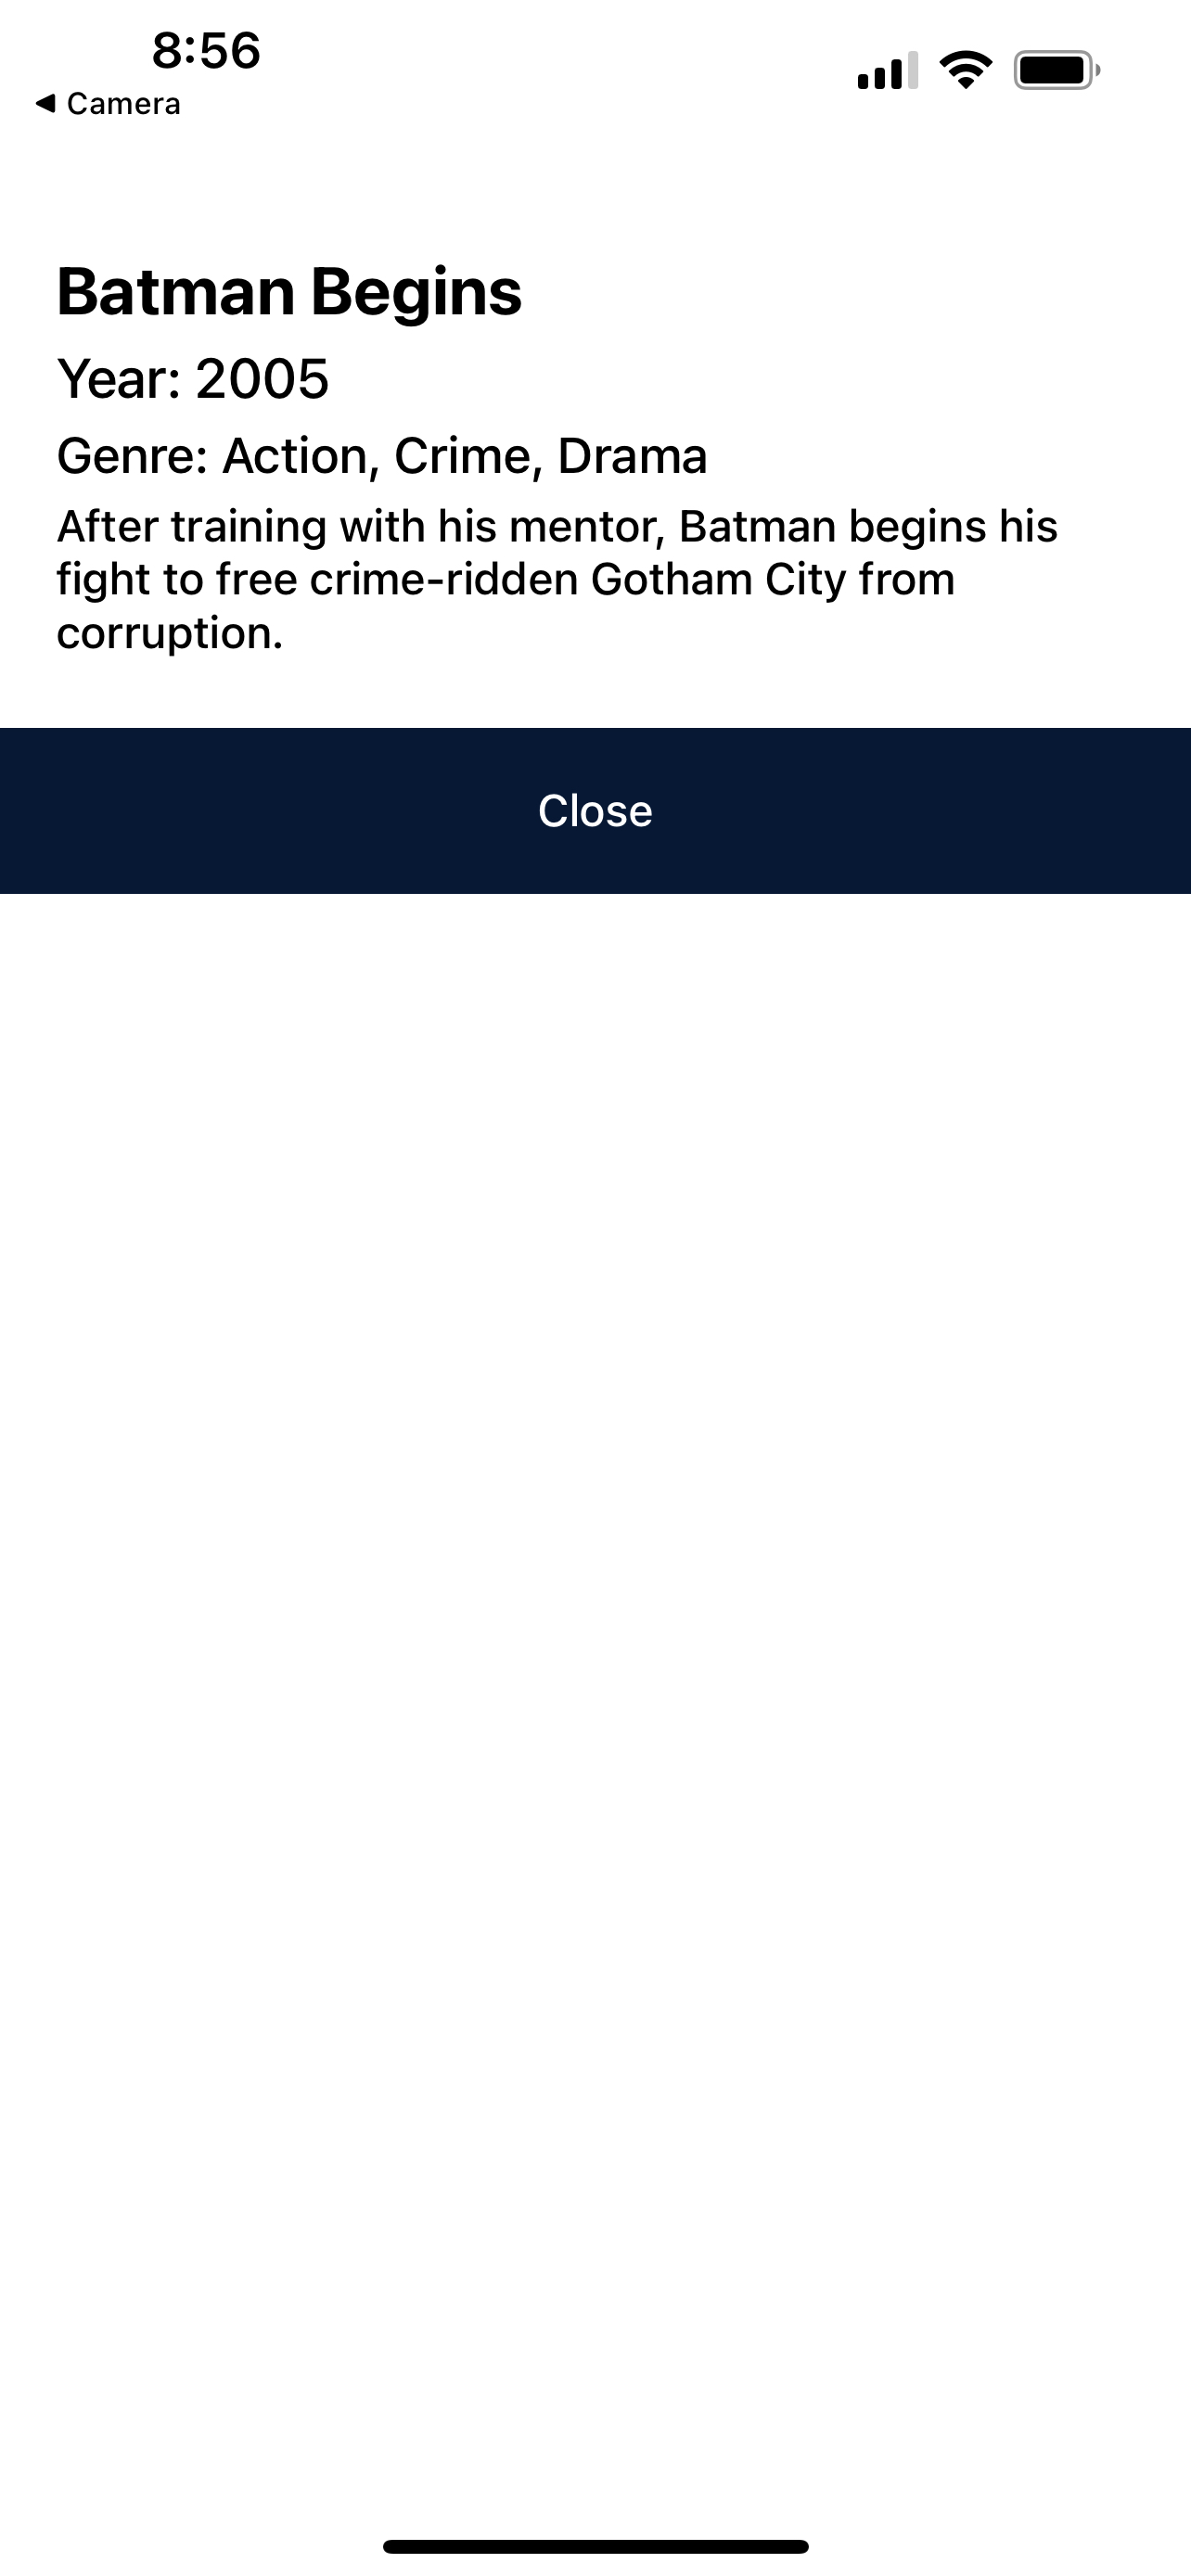 8:56
◀ Camera
Batman Begins
Year: 2005
Genre: Action, Crime, Drama
After training with his mentor, Batman begins his
fight to free crime-ridden Gotham City from
corruption.
Close